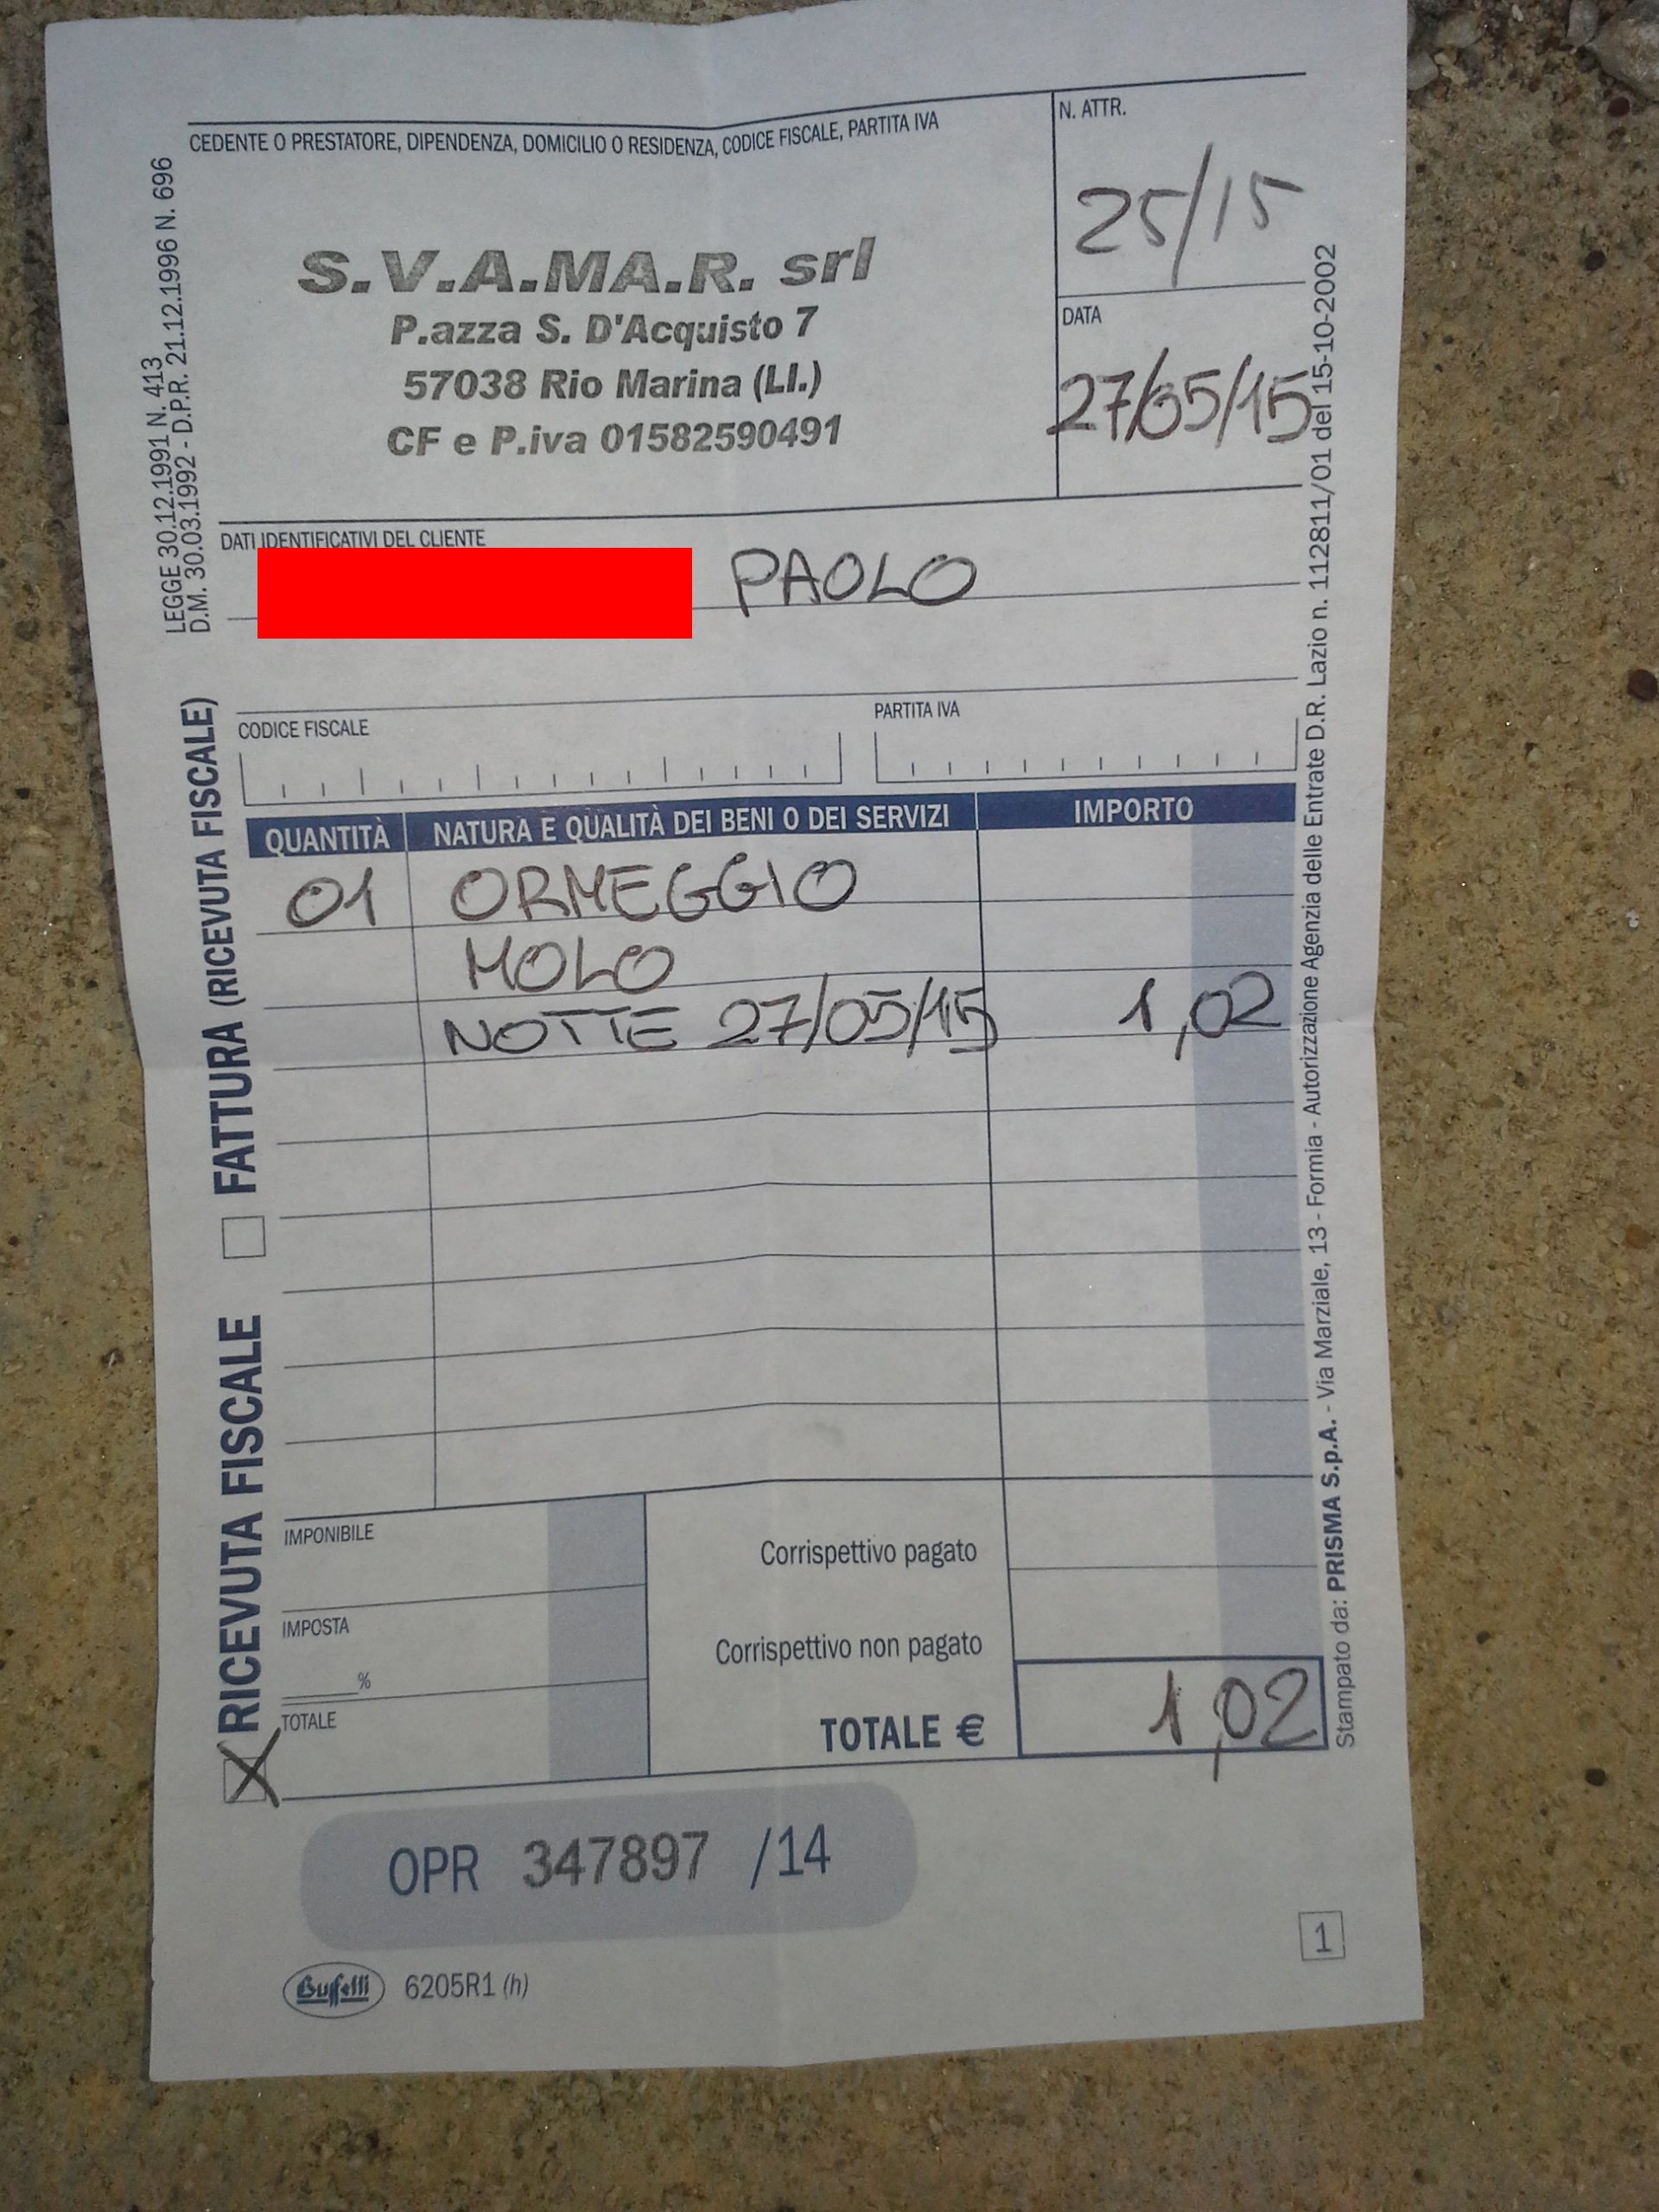 CEDENTE O PRESTATORE, DIPENDENZA, DOMICILIO O RESIDENZA, CODICE FISCALE, PARTITA IVA
N. ATTR.
25/15
S.V.A.MA.R. srl
P.azza S. D'Acquisto 7
57038 Rio Marina (LI.)
CF e P.iva 01582590491
DATA
27/05/15
LEGGE 30.12.1991 N. 413
D.M. 30.03.1992 - D.P.R. 21.12.1996 N. 696
DATI IDENTIFICATIVI DEL CLIENTE
PAOLO
CODICE FISCALE
PARTITA IVA
QUANTITÀ NATURA E QUALITÀ DEI BENI O DEI SERVIZI IMPORTO
01 ORMEGGIO
MOLO
NOTTE 27/05/15 1,02
FATTURA (RICEVUTA FISCALE)
X RICEVUTA FISCALE
IMPONIBILE
IMPOSTA
%
TOTALE
Corrispettivo pagato
Corrispettivo non pagato
TOTALE € 1,02
OPR 347897 /14
Buffetti 6205R1 (h)
1
Stampato da: PRISMA S.p.A. - Via Marziale, 13 - Formia - Autorizzazione Agenzia delle Entrate D.R. Lazio n. 112811/01 del 15-10-2002